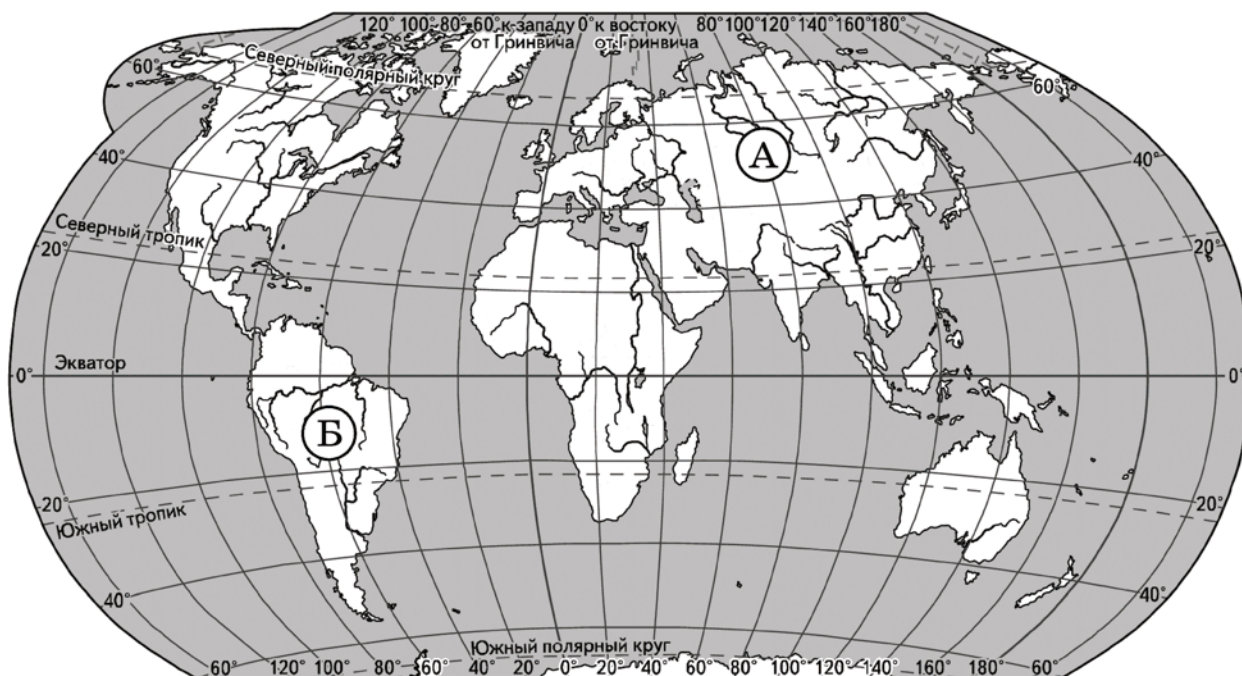 120° 100° 80° 60° к западу 0° к востоку 80° 100° 120° 140° 160° 180°
от Гринвича от Гринвича
Северный полярный круг
60° 60°
А
40° 40°
Северный тропик
20° 20°
Экватор
0° 0°
Б
20° 20°
Южный тропик
40° 40°
Южный полярный круг
60° 120° 100° 80° 60° 40° 20° 0° 20° 40° 60° 80° 100° 120° 140° 160° 60°